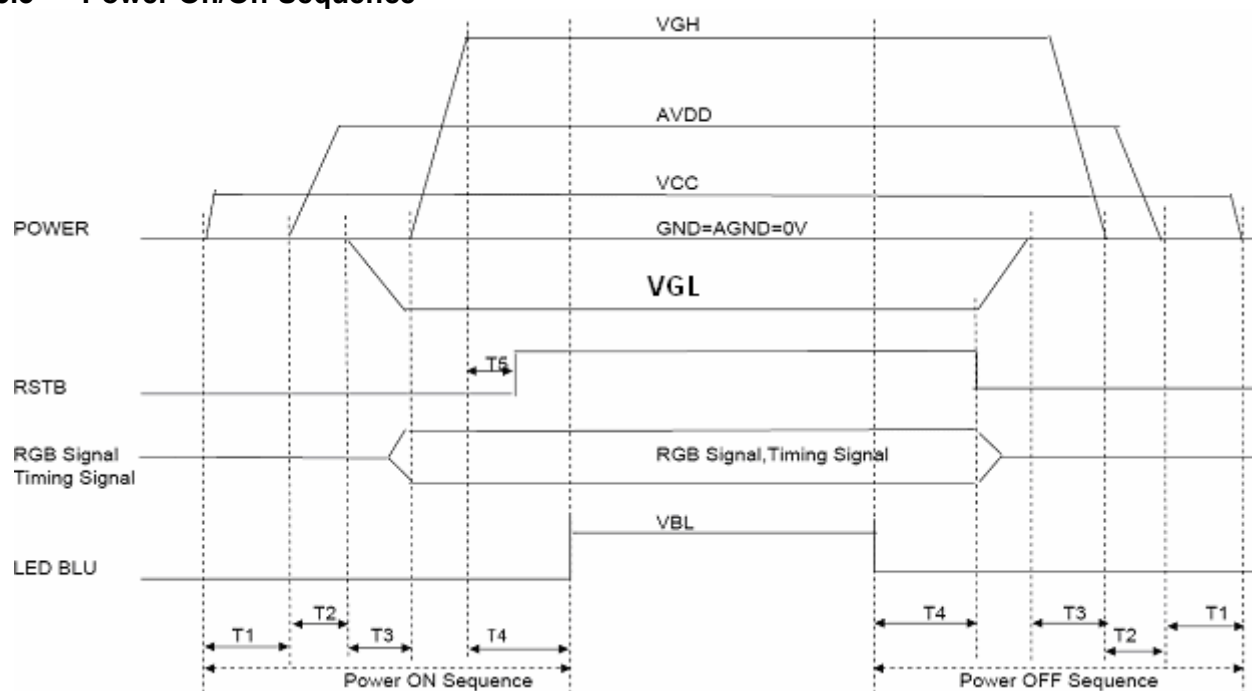 Power On/Off Sequence
VGH
AVDD
VCC
POWER
GND=AGND=0V
VGL
T5
RSTB
RGB Signal
Timing Signal
RGB Signal,Timing Signal
VBL
LED BLU
T1
T2
T3
T4
T4
T3
T2
T1
Power ON Sequence
Power OFF Sequence